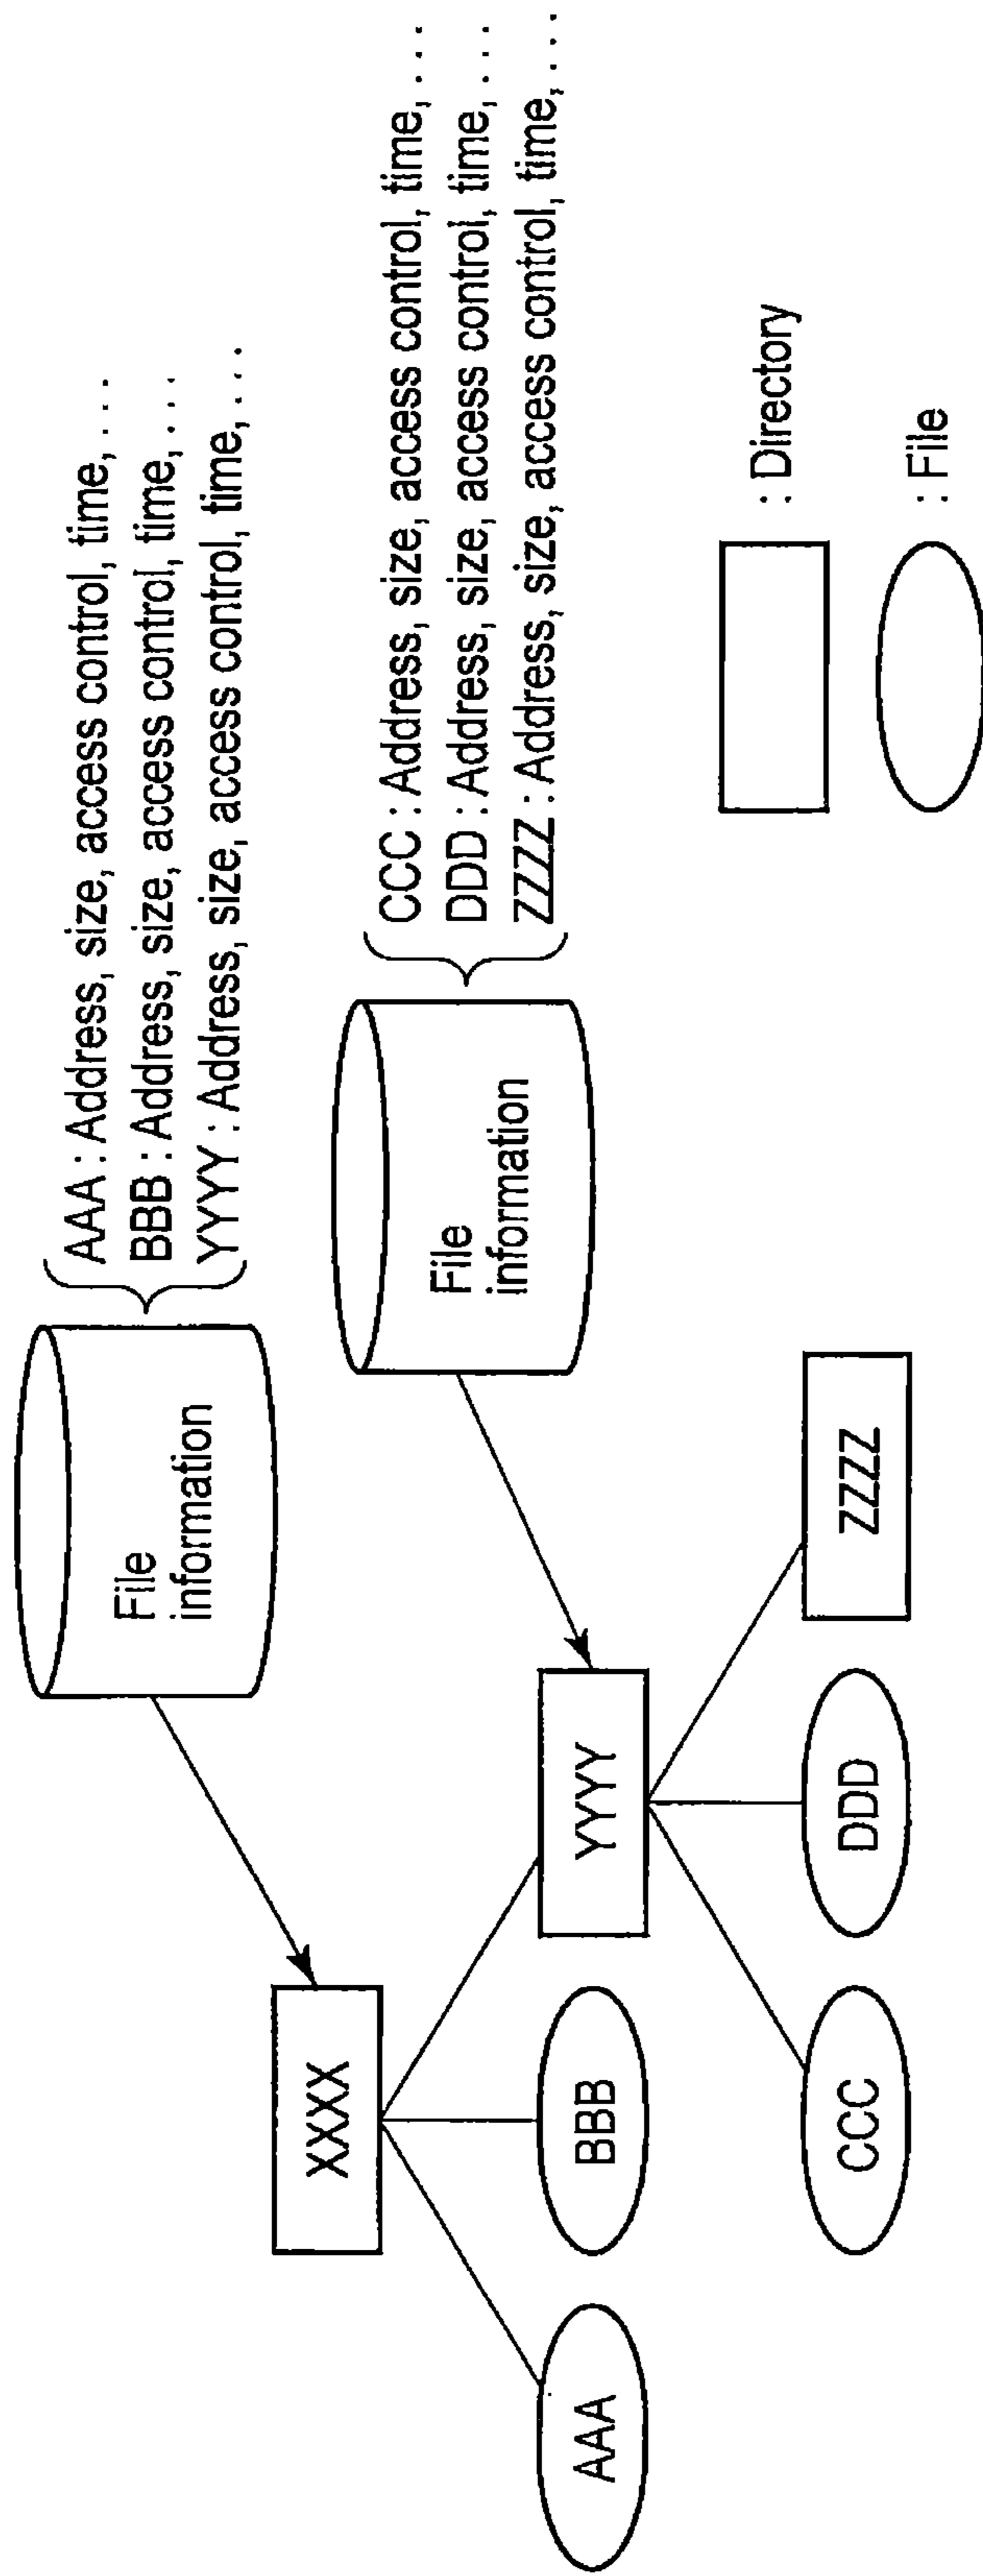 AAA : Address, size, access control, time, . . .
BBB : Address, size, access control, time, . . .
YYYY : Address, size, access control, time, . . .
File
information
CCC : Address, size, access control, time, . . .
DDD : Address, size, access control, time, . . .
ZZZZ : Address, size, access control, time, . . .
File
information
XXXX
AAA
BBB
YYYY
CCC
DDD
ZZZZ
: Directory
: File